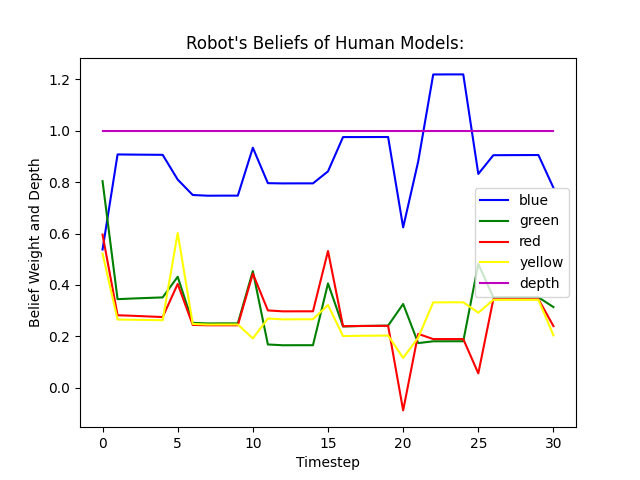 Robot's Beliefs of Human Models:
Belief Weight and Depth
1.2
1.0
0.8
0.6
0.4
0.2
0.0
blue
green
red
yellow
depth
0 5 10 15 20 25 30
Timestep